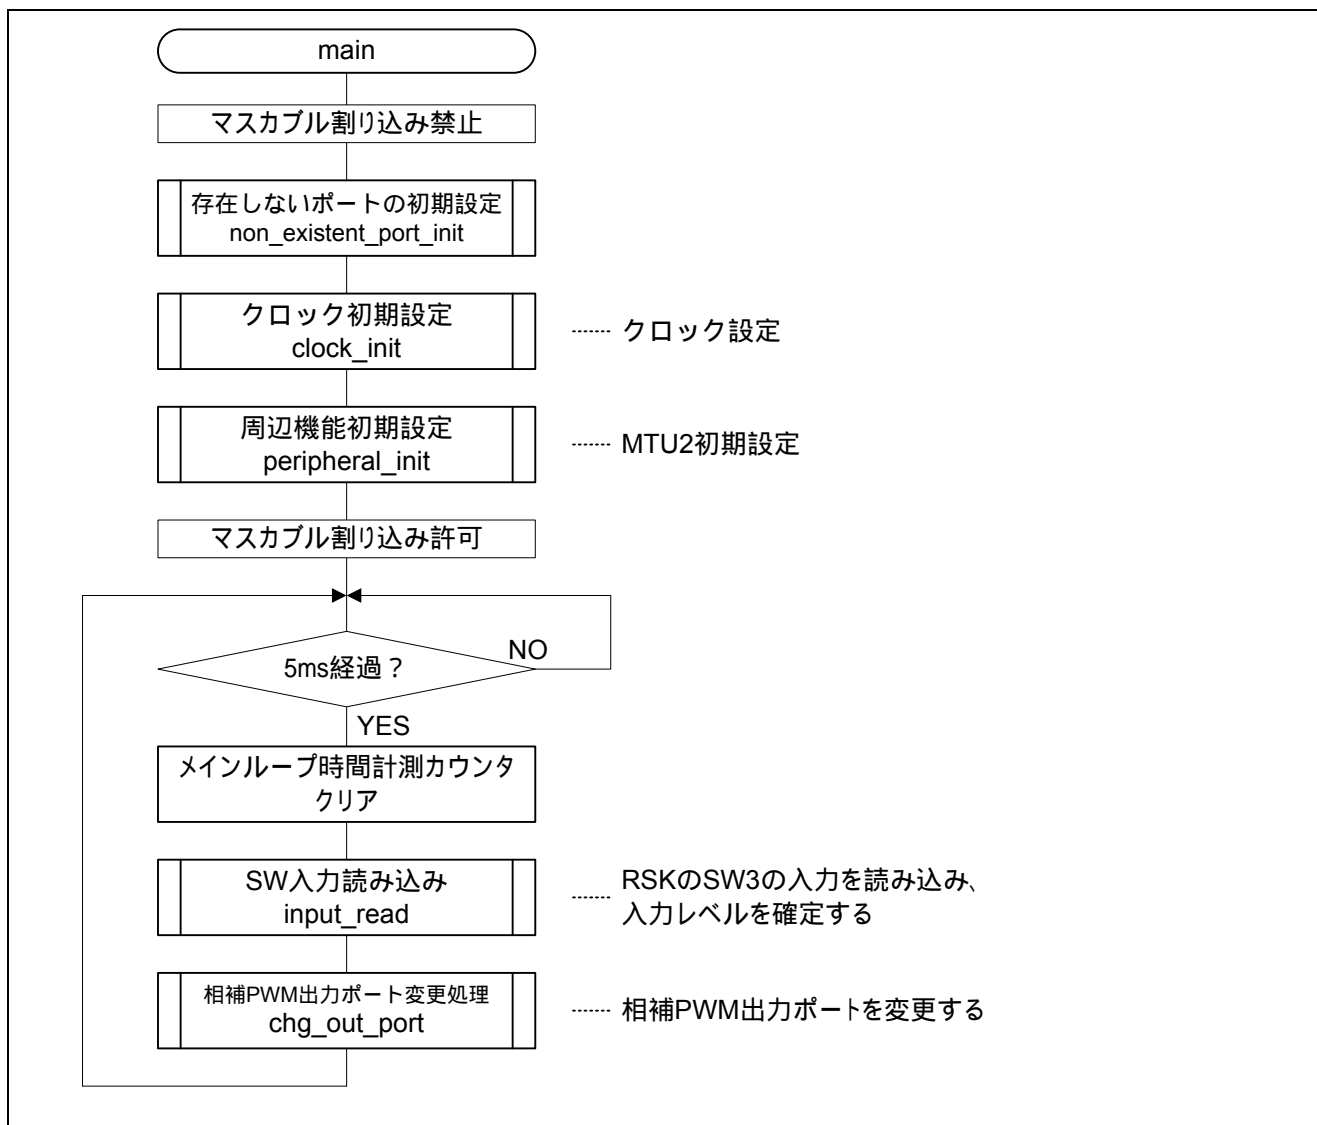 main
マスカブル割り込み禁止
存在しないポートの初期設定
non_existent_port_init
クロック初期設定
clock_init
クロック設定
周辺機能初期設定
peripheral_init
MTU2初期設定
マスカブル割り込み許可
5ms経過？
NO
YES
メインループ時間計測カウンタ
クリア
SW入力読み込み
input_read
RSKのSW3の入力を読み込み、
入力レベルを確定する
相補PWM出力ポート変更処理
chg_out_port
相補PWM出力ポートを変更する